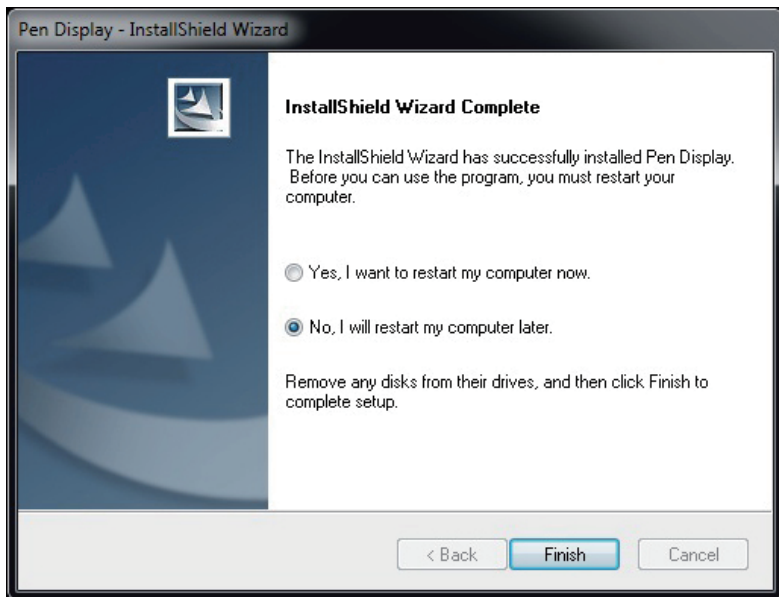 Pen Display - InstallShield Wizard
InstallShield Wizard Complete
The InstallShield Wizard has successfully installed Pen Display.
Before you can use the program, you must restart your
computer.
Yes, I want to restart my computer now.
No, I will restart my computer later.
Remove any disks from their drives, and then click Finish to
complete setup.
< Back
Finish
Cancel